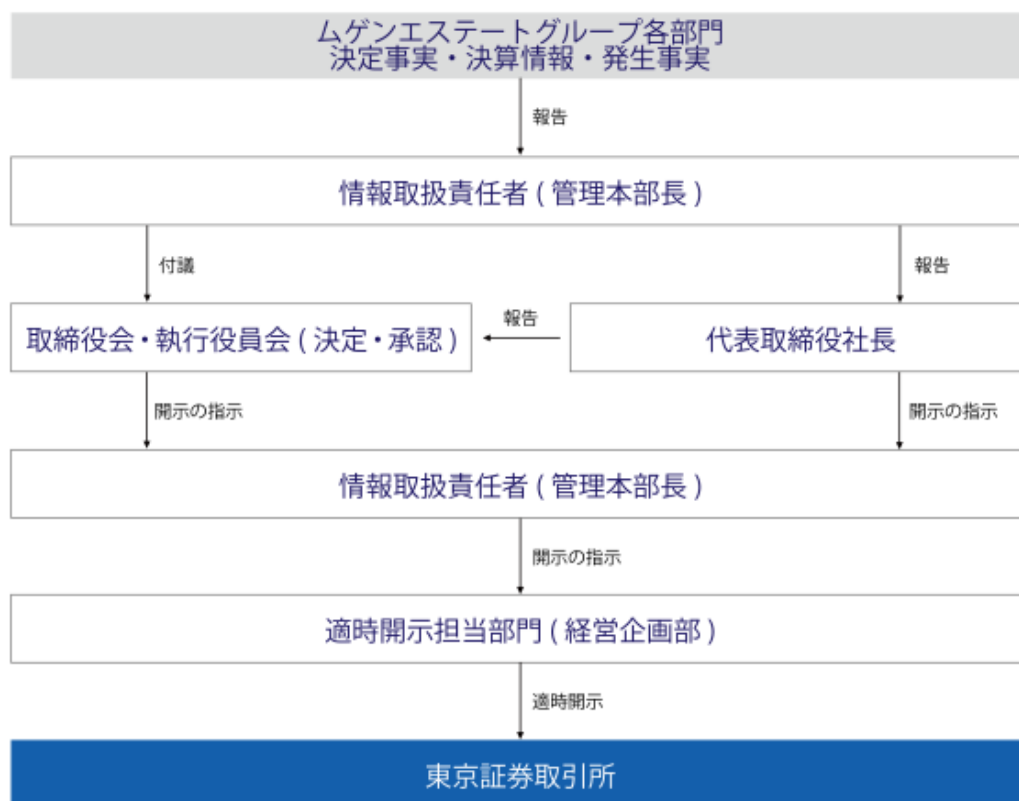 ムゲンエステートグループ各部門
決定事実・決算情報・発生事実
報告
情報取扱責任者 ( 管理本部長 )
付議
報告
取締役会・執行役員会 ( 決定・承認 )
報告
代表取締役社長
開示の指示
開示の指示
情報取扱責任者 ( 管理本部長 )
開示の指示
適時開示担当部門 ( 経営企画部 )
適時開示
東京証券取引所